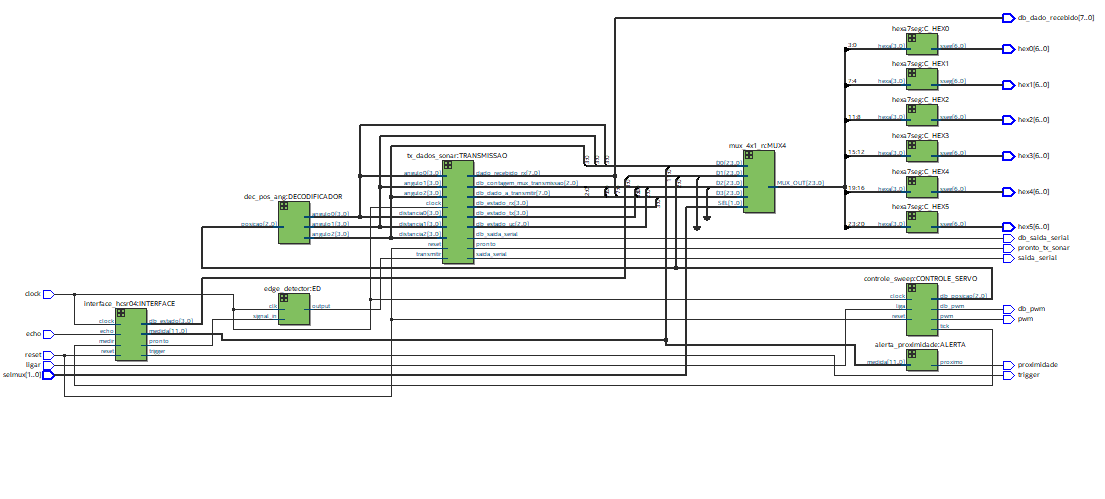 db_dado_recebido[7..0]
hexa7seg:C_HEX0
3:0
hexa[3..0]
sseg[6..0]
hex0[6..0]
hexa7seg:C_HEX1
7:4
hexa[3..0]
sseg[6..0]
hex1[6..0]
hexa7seg:C_HEX2
11:8
hexa[3..0]
sseg[6..0]
hex2[6..0]
hexa7seg:C_HEX3
15:12
hexa[3..0]
sseg[6..0]
hex3[6..0]
hexa7seg:C_HEX4
19:16
hexa[3..0]
sseg[6..0]
hex4[6..0]
hexa7seg:C_HEX5
23:20
hexa[3..0]
sseg[6..0]
hex5[6..0]
mux_4x1_n:MUX4
D0[23..0]
D1[23..0]
D2[23..0]
D3[23..0]
SEL[1..0]
MUX_OUT[23..0]
tx_dados_sonar:TRANSMISSAO
angulo0[3..0]
angulo1[3..0]
angulo2[3..0]
clock
distancia0[3..0]
distancia1[3..0]
distancia2[3..0]
reset
transmitir
dado_recebido_rx[7..0]
db_contagem_mux_transmissao[2..0]
db_dado_a_transmitir[7..0]
db_estado_rx[3..0]
db_estado_tx[3..0]
db_estado_uc[2..0]
db_saida_serial
pronto
saida_serial
dec_pos_ang:DECODIFICADOR
posicao[2..0]
angulo0[3..0]
angulo1[3..0]
angulo2[3..0]
db_saida_serial
pronto_tx_sonar
saida_serial
edge_detector:ED
clk
signal_in
output
controle_sweep:CONTROLE_SERVO
clock
liga
reset
db_posicao[2..0]
db_pwm
pwm
tick
db_pwm
pwm
clock
echo
reset
ligar
selmux[1..0]
interface_hcsr04:INTERFACE
clock
echo
medir
reset
db_estado[3..0]
medida[11..0]
pronto
trigger
alerta_proximidade:ALERTA
medida[11..0]
proximo
proximidade
trigger